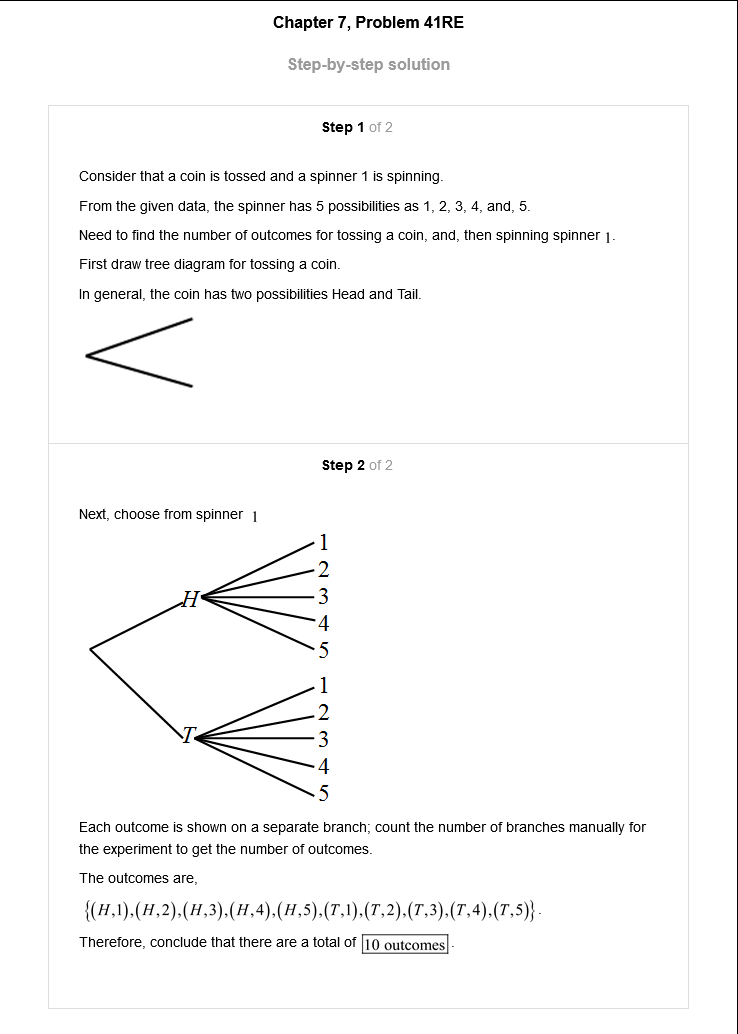 Chapter 7, Problem 41RE
Step-by-step solution
Step 1 of 2
Consider that a coin is tossed and a spinner 1 is spinning.
From the given data, the spinner has 5 possibilities as 1, 2, 3, 4, and, 5.
Need to find the number of outcomes for tossing a coin, and, then spinning spinner 1.
First draw tree diagram for tossing a coin.
In general, the coin has two possibilities Head and Tail.
Step 2 of 2
Next, choose from spinner 1
H
1
2
3
4
5
T
1
2
3
4
5
Each outcome is shown on a separate branch; count the number of branches manually for
the experiment to get the number of outcomes.
The outcomes are,
{(H,1),(H,2),(H,3),(H,4),(H,5),(T,1),(T,2),(T,3),(T,4),(T,5)}.
Therefore, conclude that there are a total of 10 outcomes.